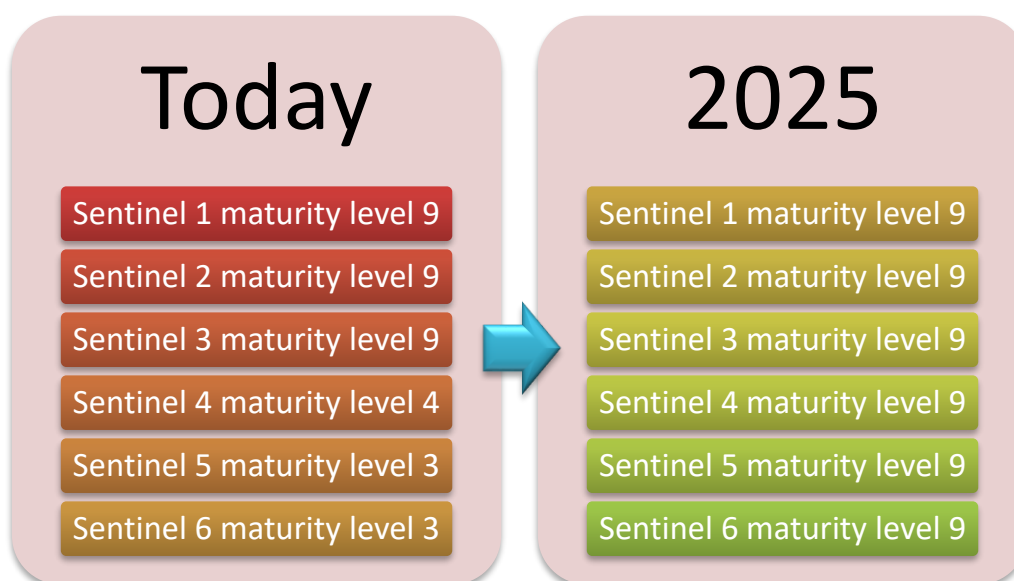 Today
Sentinel 1 maturity level 9
Sentinel 2 maturity level 9
Sentinel 3 maturity level 9
Sentinel 4 maturity level 4
Sentinel 5 maturity level 3
Sentinel 6 maturity level 3
2025
Sentinel 1 maturity level 9
Sentinel 2 maturity level 9
Sentinel 3 maturity level 9
Sentinel 4 maturity level 9
Sentinel 5 maturity level 9
Sentinel 6 maturity level 9